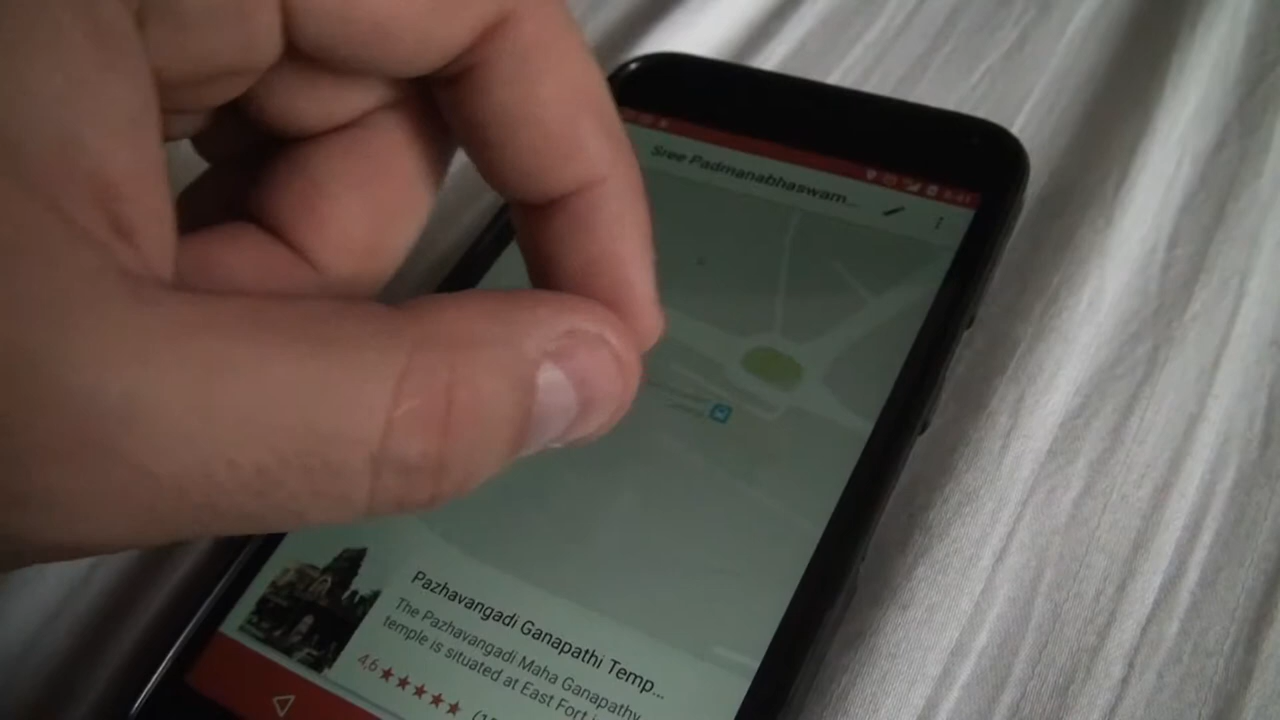 Sree Padmanabhaswam...
Pazhavangadi Ganapathi Temp...
The Pazhavangadi Maha Ganapathy
temple is situated at East Fort
4,6